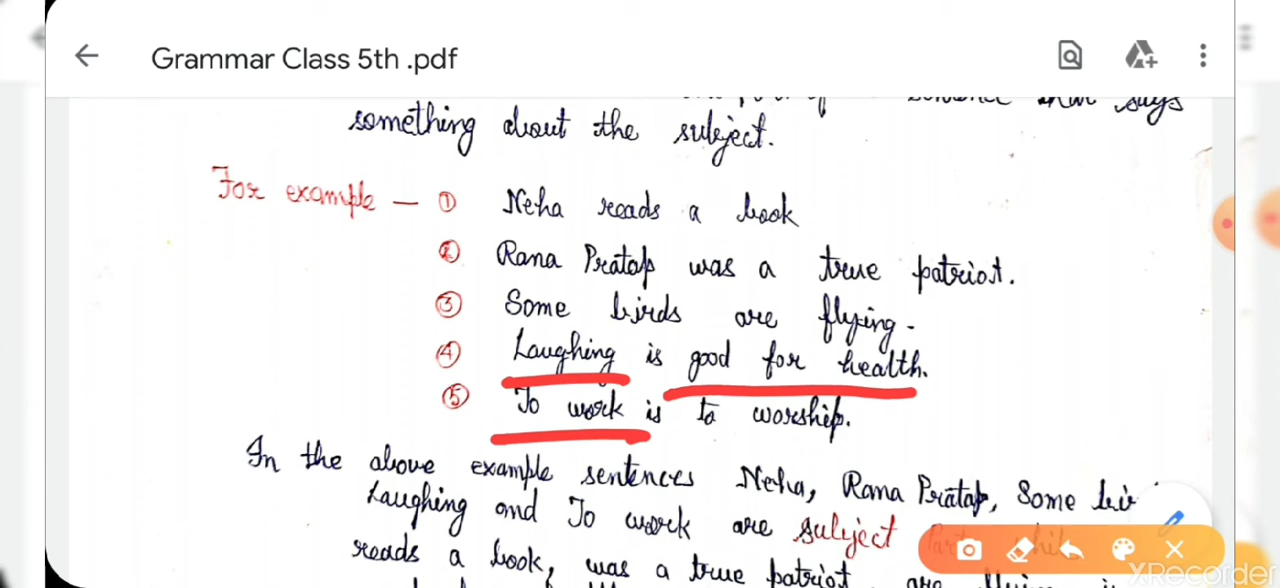 Grammar Class 5th .pdf
sentence that says
something about the subject.
For example — ① Neha reads a book
② Rana Pratap was a true patriot.
③ Some birds are flying.
④ Laughing is good for health.
⑤ To work is to worship.
In the above example sentences Neha, Rana Pratap, Some
Laughing and To work are subject
reads a book, was a true patriot
XRecorder